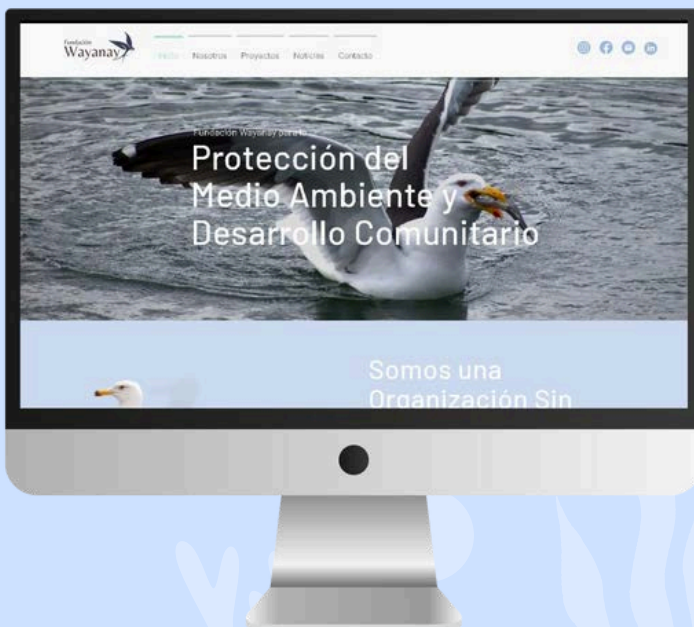 Fundación
Wayanay
Inicio Nosotros Proyectos Noticias Contacto
Fundación Wayanay para la
Protección del
Medio Ambiente y
Desarrollo Comunitario
Somos una
Organización Sin